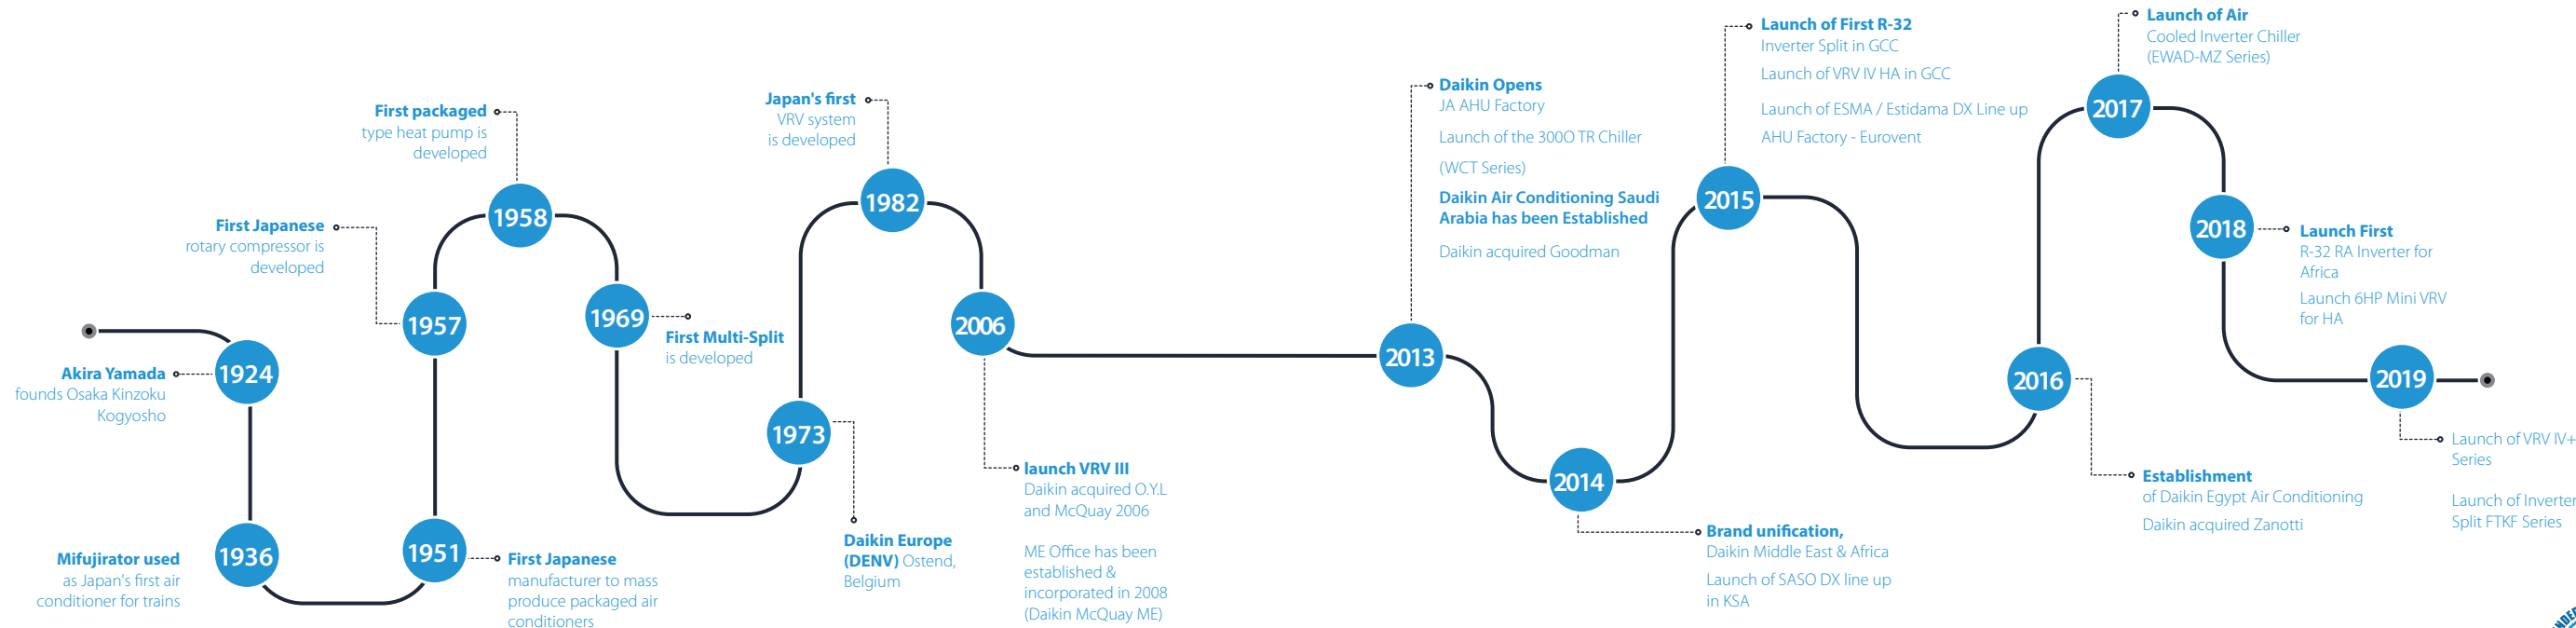 1924
Akira Yamada
founds Osaka Kinzoku
Kogyosho
1936
Mifujirator used
as Japan's first air
conditioner for trains
1951
First Japanese
manufacturer to mass
produce packaged air
conditioners
1957
First Japanese
rotary compressor is
developed
1958
First packaged
type heat pump is
developed
1969
First Multi-Split
is developed
1973
Daikin Europe
(DENV) Ostend,
Belgium
1982
Japan's first
VRV system
is developed
2006
launch VRV III
Daikin acquired O.Y.L
and McQuay 2006
ME Office has been
established &
incorporated in 2008
(Daikin McQuay ME)
2013
Daikin Opens
JA AHU Factory
Launch of the 300O TR Chiller
(WCT Series)
Daikin Air Conditioning Saudi
Arabia has been Established
Daikin acquired Goodman
2014
Brand unification,
Daikin Middle East & Africa
Launch of SASO DX line up
in KSA
2015
Launch of First R-32
Inverter Split in GCC
Launch of VRV IV HA in GCC
Launch of ESMA / Estidama DX Line up
AHU Factory - Eurovent
2016
Establishment
of Daikin Egypt Air Conditioning
Daikin acquired Zanotti
2017
Launch of Air
Cooled Inverter Chiller
(EWAD-MZ Series)
2018
Launch First
R-32 RA Inverter for
Africa
Launch 6HP Mini VRV
for HA
2019
Launch of VRV IV+
Series
Launch of Inverter
Split FTKF Series